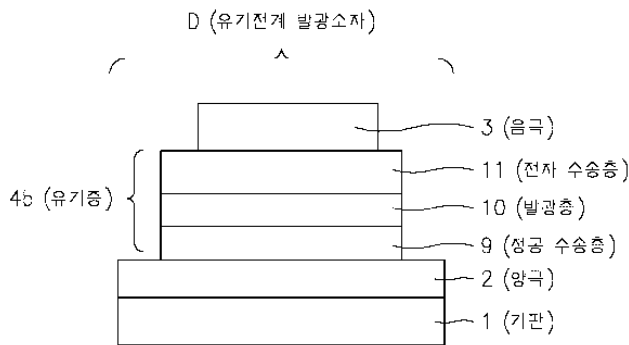 D (유기전계 발광소자)
3 (음극)
11 (전자 수송층)
4b (유기층)
10 (발광층)
9 (정공 수송층)
2 (양극)
1 (기판)